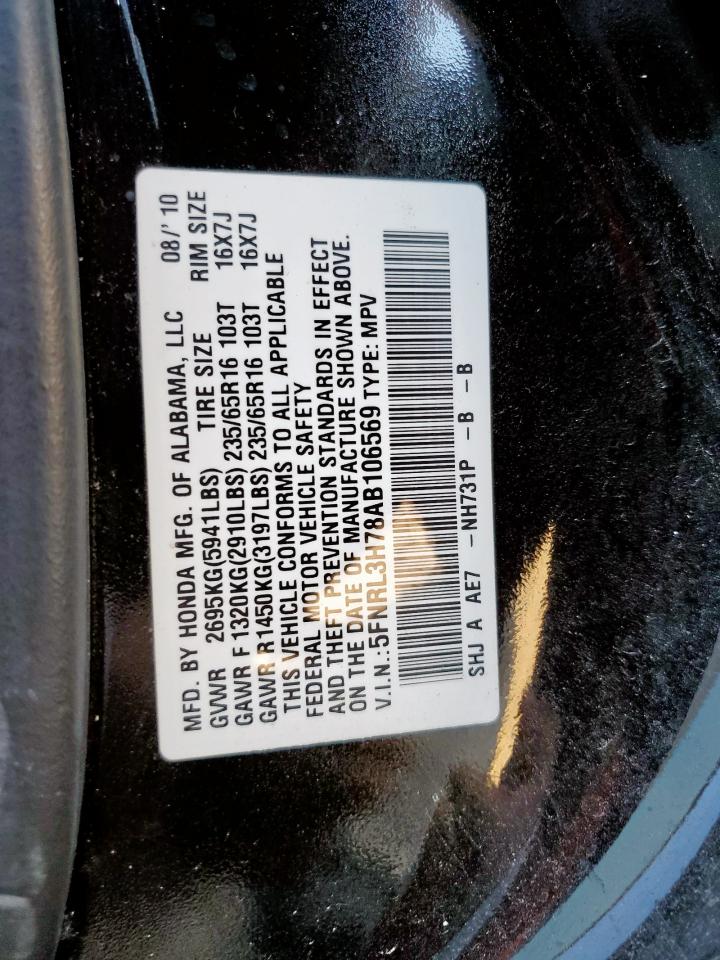 MFD. BY HONDA MFG. OF ALABAMA, LLC 08/' 10
GVWR 2695KG(5941LBS) TIRE SIZE RIM SIZE
GAWR F 1320KG(2910LBS) 235/65R16 103T 16X7J
GAWR R 1450KG(3197LBS) 235/65R16 103T 16X7J
THIS VEHICLE CONFORMS TO ALL APPLICABLE
FEDERAL MOTOR VEHICLE SAFETY
AND THEFT PREVENTION STANDARDS IN EFFECT
ON THE DATE OF MANUFACTURE SHOWN ABOVE.
V.I.N.:5FNRL3H78AB106569 TYPE: MPV
SHJ A AE7 -NH731P -B -B